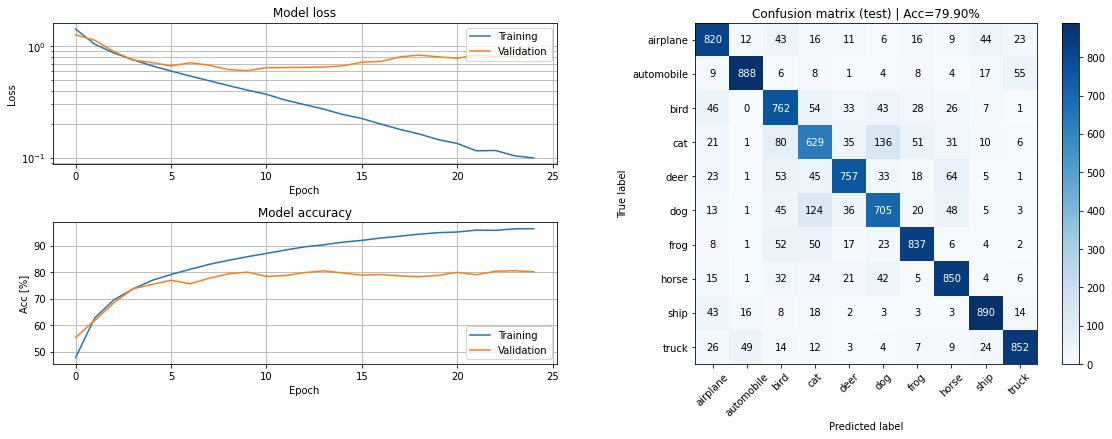 Model loss
10⁰
10⁻¹
Loss
Training
Validation
0 5 10 15 20 25
Epoch
Model accuracy
90
80
70
60
50
Acc [%]
Training
Validation
0 5 10 15 20 25
Epoch
Confusion matrix (test) | Acc=79.90%
True label
airplane 820 12 43 16 11 6 16 9 44 23
automobile 9 888 6 8 1 4 8 4 17 55
bird 46 0 762 54 33 43 28 26 7 1
cat 21 1 80 629 35 136 51 31 10 6
deer 23 1 53 45 757 33 18 64 5 1
dog 13 1 45 124 36 705 20 48 5 3
frog 8 1 52 50 17 23 837 6 4 2
horse 15 1 32 24 21 42 5 850 4 6
ship 43 16 8 18 2 3 3 3 890 14
truck 26 49 14 12 3 4 7 9 24 852
airplane automobile bird cat deer dog frog horse ship truck
Predicted label
800
700
600
500
400
300
200
100
0